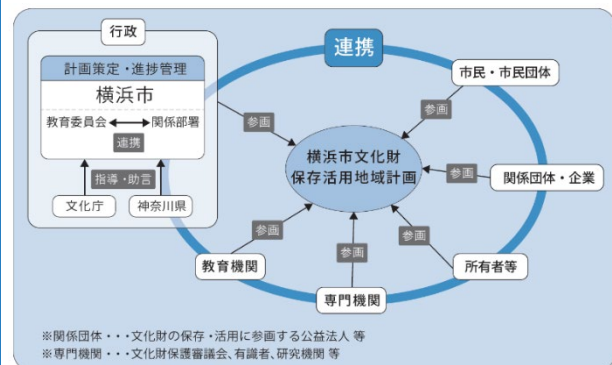 行政
計画策定・進捗管理
横浜市
教育委員会
関係部署
連携
指導・助言
文化庁
神奈川県
連携
参画
市民・市民団体
参画
横浜市文化財
保存活用地域計画
参画
関係団体・企業
参画
教育機関
参画
専門機関
参画
所有者等
※関係団体・・・文化財の保存・活用に参画する公益法人 等
※専門機関・・・文化財保護審議会、有識者、研究機関 等